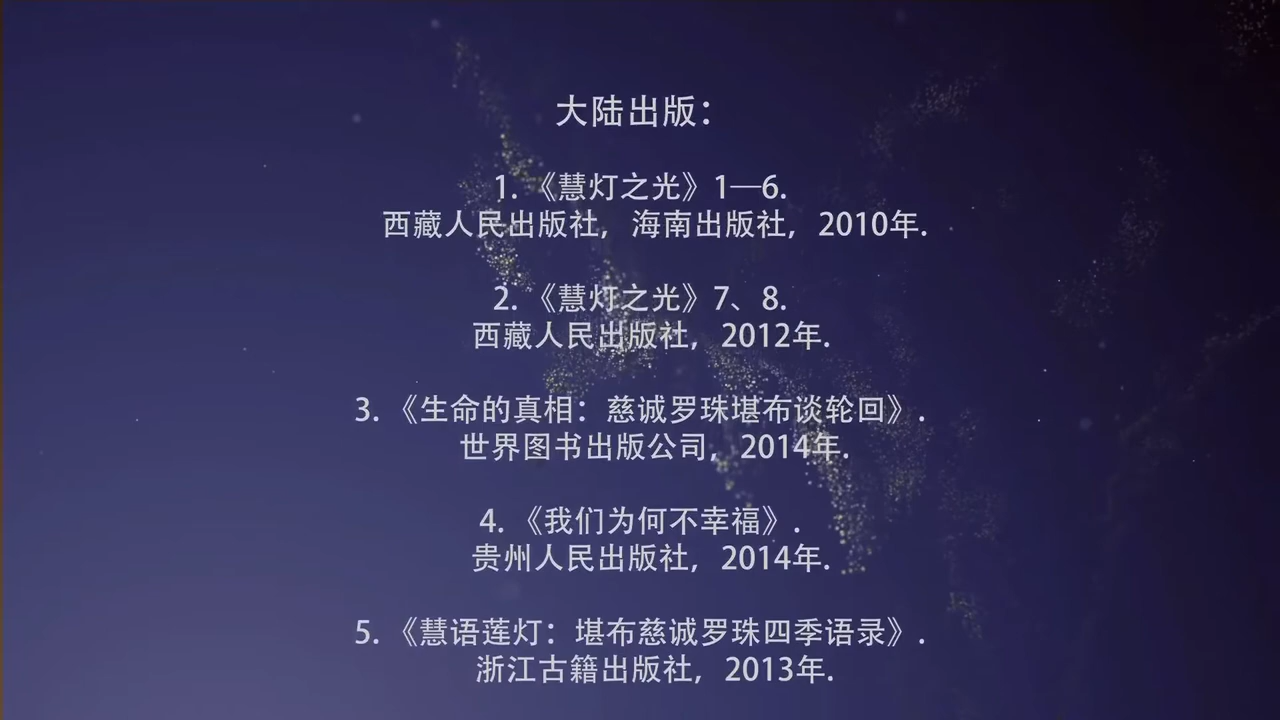 大陆出版：
1.《慧灯之光》1—6.
西藏人民出版社，海南出版社，2010年.
2.《慧灯之光》7、8.
西藏人民出版社，2012年.
3.《生命的真相：慈诚罗珠堪布谈轮回》.
世界图书出版公司，2014年.
4.《我们为何不幸福》.
贵州人民出版社，2014年.
5.《慧语莲灯：堪布慈诚罗珠四季语录》.
浙江古籍出版社，2013年.